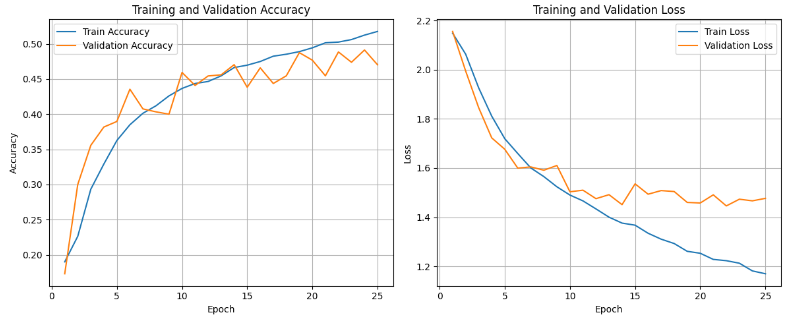 Training and Validation Accuracy
Train Accuracy
Validation Accuracy
Accuracy
0.50
0.45
0.40
0.35
0.30
0.25
0.20
0 5 10 15 20 25
Epoch
Training and Validation Loss
Train Loss
Validation Loss
Loss
2.2
2.0
1.8
1.6
1.4
1.2
0 5 10 15 20 25
Epoch